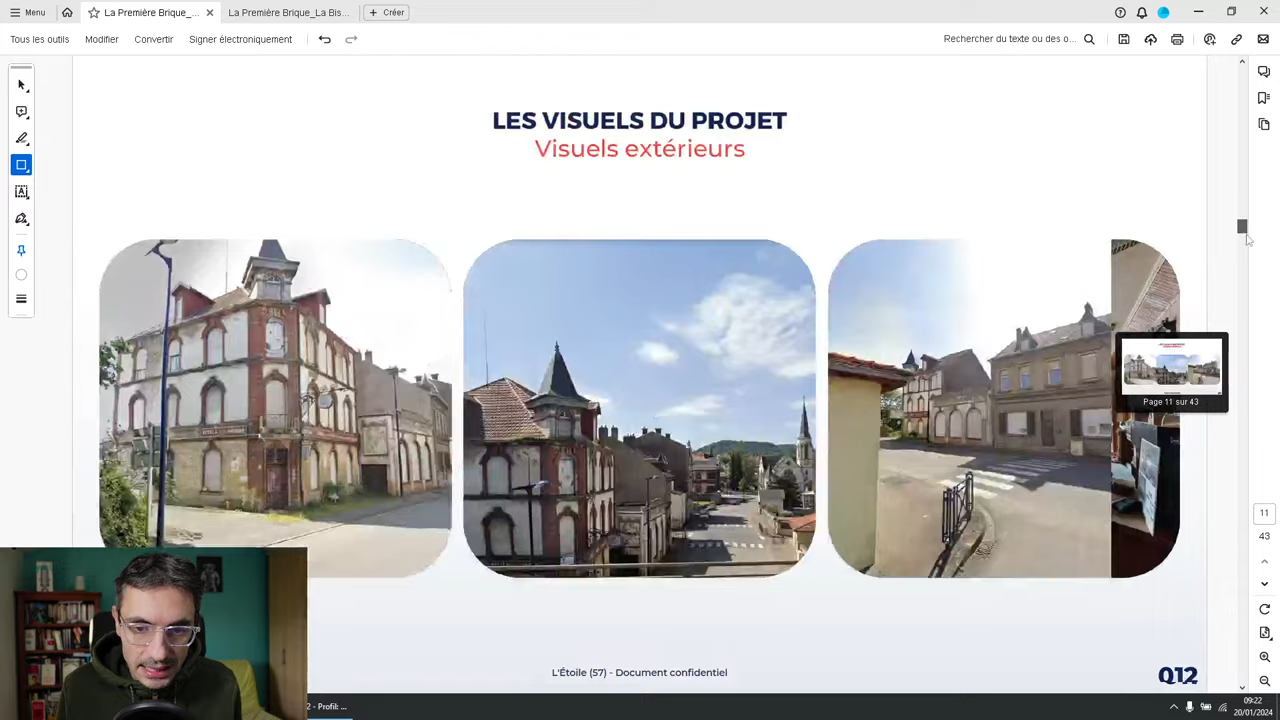 Menu
La Première Brique_...
La Première Brique_La Bis...
Créer
Tous les outils
Modifier
Convertir
Signer électroniquement
Rechercher du texte ou des o...
LES VISUELS DU PROJET
Visuels extérieurs
Page 11 sur 43
11
43
L'Étoile (57) - Document confidentiel
Q12
2 - Profil: ...
09:22
20/01/2024